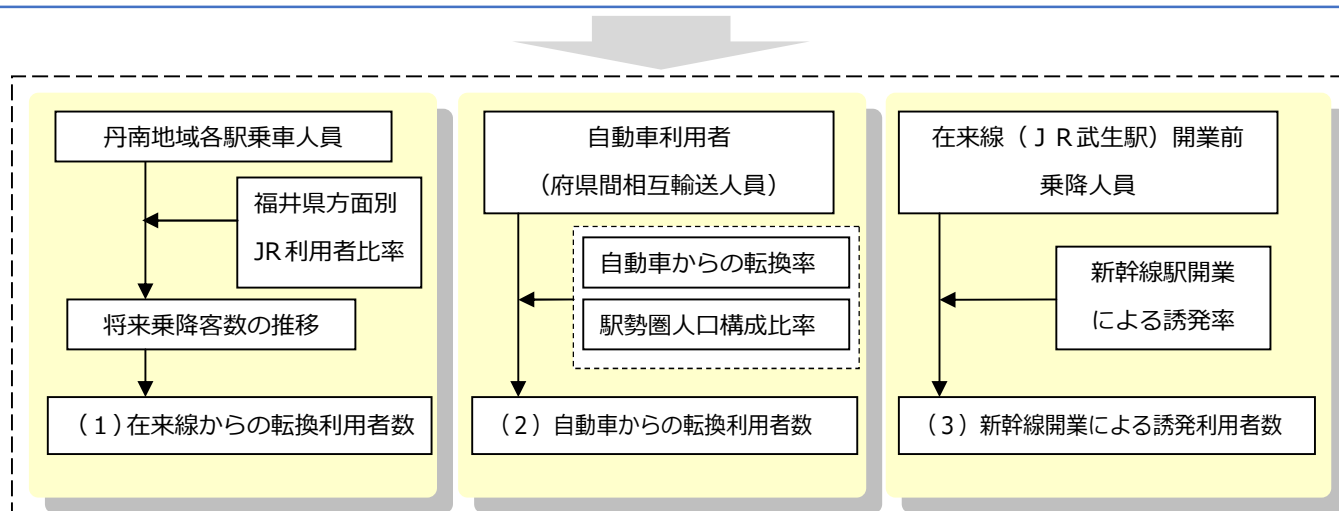 丹南地域各駅乗車人員
福井県方面別
JR利用者比率
将来乗降客数の推移
（1）在来線からの転換利用者数
自動車利用者
（府県間相互輸送人員）
自動車からの転換率
駅勢圏人口構成比率
（2）自動車からの転換利用者数
在来線（ＪＲ武生駅）開業前
乗降人員
新幹線駅開業
による誘発率
（3）新幹線開業による誘発利用者数